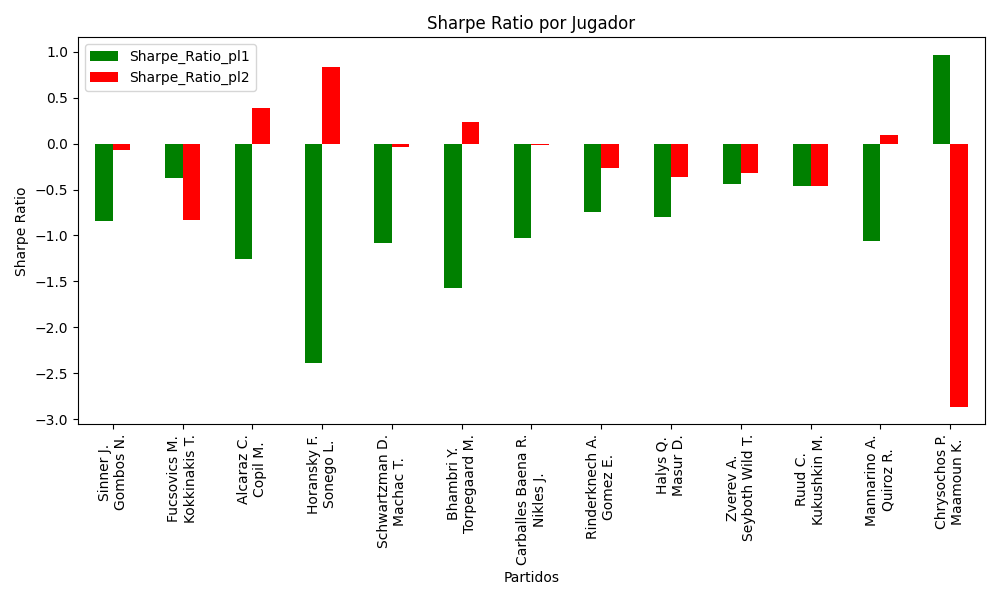 Sharpe Ratio por Jugador
Sharpe_Ratio_pl1
Sharpe_Ratio_pl2
Sharpe Ratio
1.0
0.5
0.0
−0.5
−1.0
−1.5
−2.0
−2.5
−3.0
Sinner J.
Gombos N.
Fucsovics M.
Kokkinakis T.
Alcaraz C.
Copil M.
Horansky F.
Sonego L.
Schwartzman D.
Machac T.
Bhambri Y.
Torpegaard M.
Carballes Baena R.
Nikles J.
Rinderknech A.
Gomez E.
Halys Q.
Masur D.
Zverev A.
Seyboth Wild T.
Ruud C.
Kukushkin M.
Mannarino A.
Quiroz R.
Chrysochos P.
Maamoun K.
Partidos